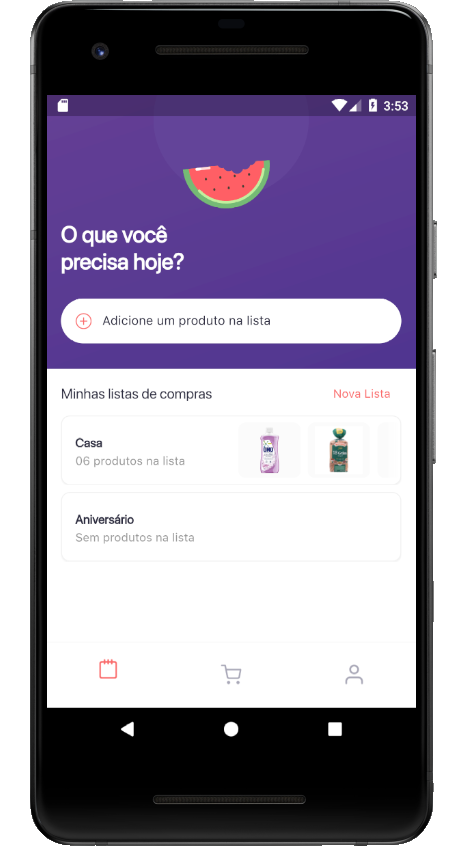 3:53
O que você
precisa hoje?
Adicione um produto na lista
Minhas listas de compras
Nova Lista
Casa
06 produtos na lista
Aniversário
Sem produtos na lista